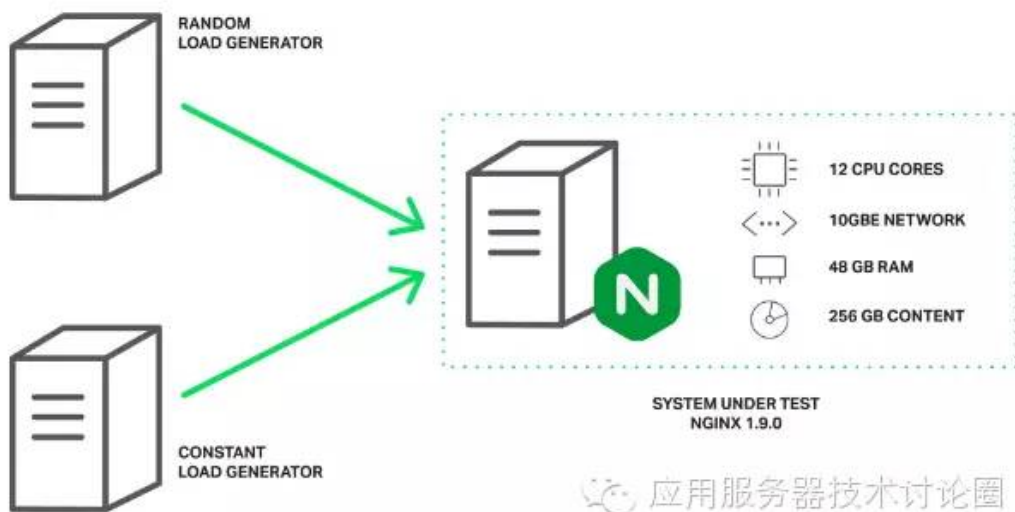 RANDOM
LOAD GENERATOR
12 CPU CORES
10GBE NETWORK
48 GB RAM
256 GB CONTENT
N
SYSTEM UNDER TEST
NGINX 1.9.0
CONSTANT
LOAD GENERATOR
应用服务器技术讨论圈